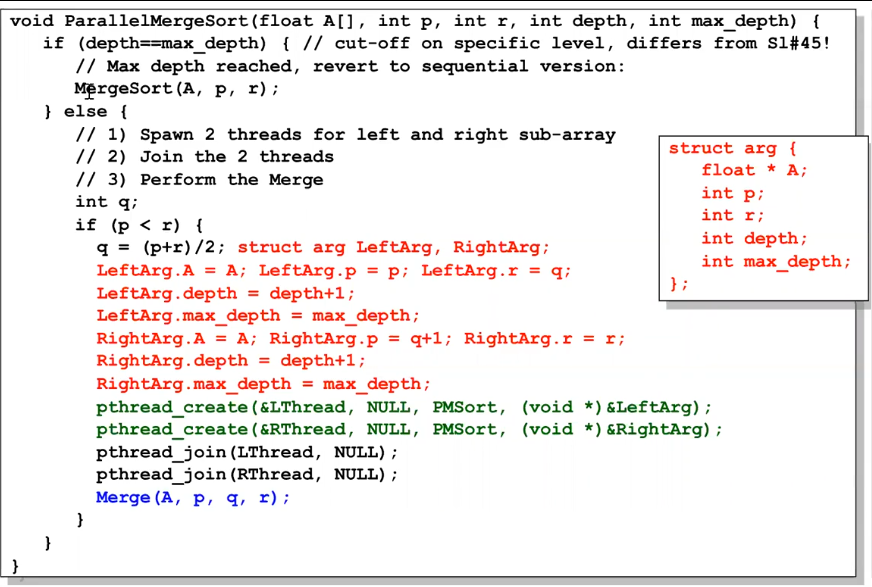 void ParallelMergeSort(float A[], int p, int r, int depth, int max_depth) {
if (depth==max_depth) { // cut-off on specific level, differs from Sl#45!
// Max depth reached, revert to sequential version:
MergeSort(A, p, r);
} else {
// 1) Spawn 2 threads for left and right sub-array
// 2) Join the 2 threads
// 3) Perform the Merge
int q;
if (p < r) {
q = (p+r)/2; struct arg LeftArg, RightArg;
LeftArg.A = A; LeftArg.p = p; LeftArg.r = q;
LeftArg.depth = depth+1;
LeftArg.max_depth = max_depth;
RightArg.A = A; RightArg.p = q+1; RightArg.r = r;
RightArg.depth = depth+1;
RightArg.max_depth = max_depth;
pthread_create(&LThread, NULL, PMSort, (void *)&LeftArg);
pthread_create(&RThread, NULL, PMSort, (void *)&RightArg);
pthread_join(LThread, NULL);
pthread_join(RThread, NULL);
Merge(A, p, q, r);
}
}
}
struct arg {
float * A;
int p;
int r;
int depth;
int max_depth;
};